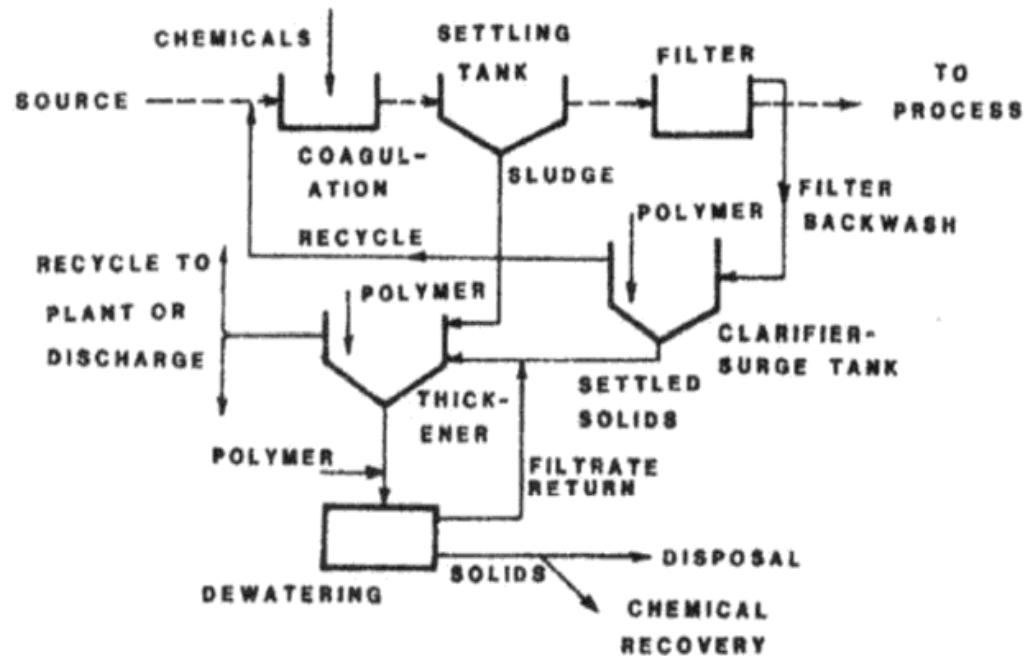 CHEMICALS
SETTLING
TANK
FILTER
TO
PROCESS
SOURCE
COAGUL-
ATION
SLUDGE
POLYMER
FILTER
BACKWASH
RECYCLE
RECYCLE TO
PLANT OR
DISCHARGE
POLYMER
CLARIFIER-
SURGE TANK
THICK-
ENER
SETTLED
SOLIDS
POLYMER
FILTRATE
RETURN
SOLIDS
DISPOSAL
DEWATERING
CHEMICAL
RECOVERY